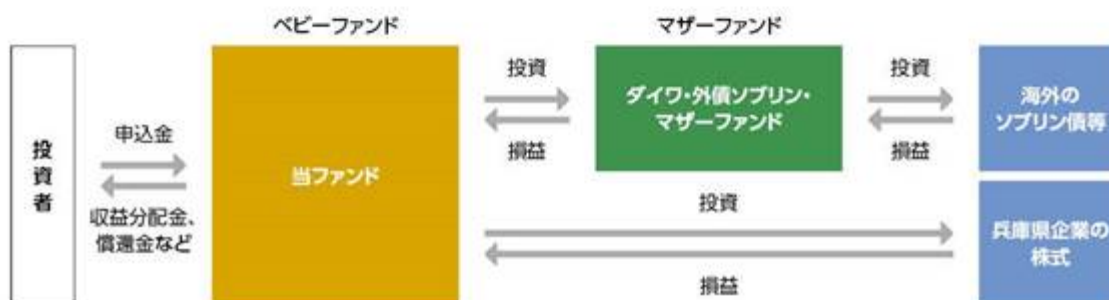 ベビーファンド
マザーファンド
投資者
申込金
収益分配金、
償還金など
当ファンド
投資
損益
ダイワ・外債ソブリン・
マザーファンド
投資
損益
海外の
ソブリン債等
投資
損益
兵庫県企業の
株式